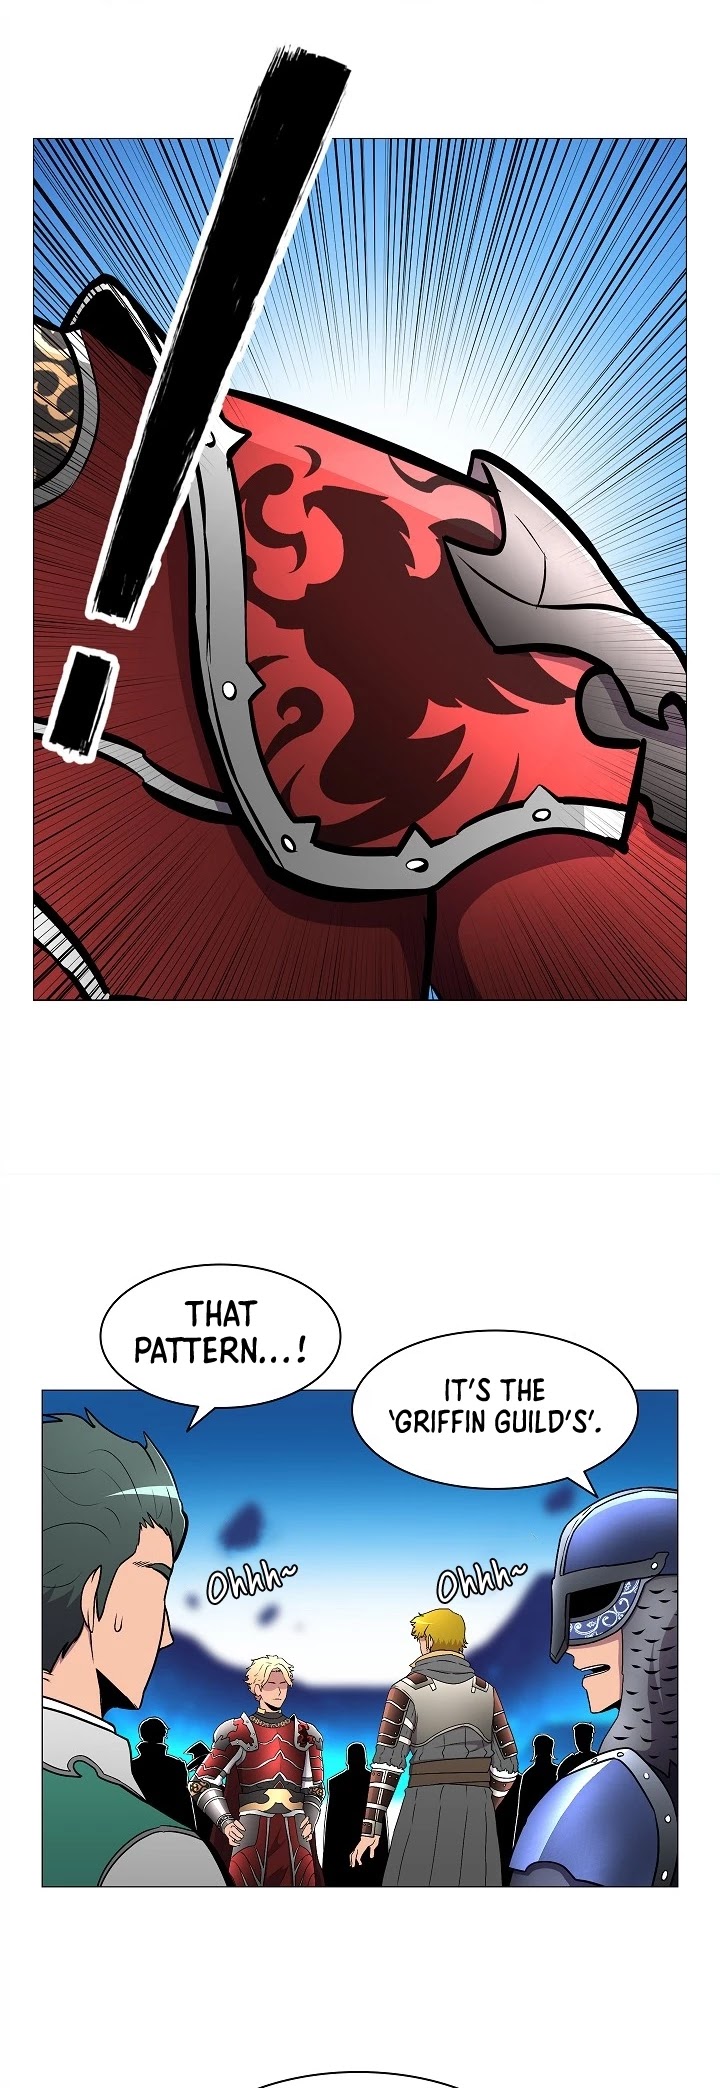 !
THAT
PATTERN...!
IT'S THE
'GRIFFIN GUILD'S'.
Ohhh~
Ohhh~